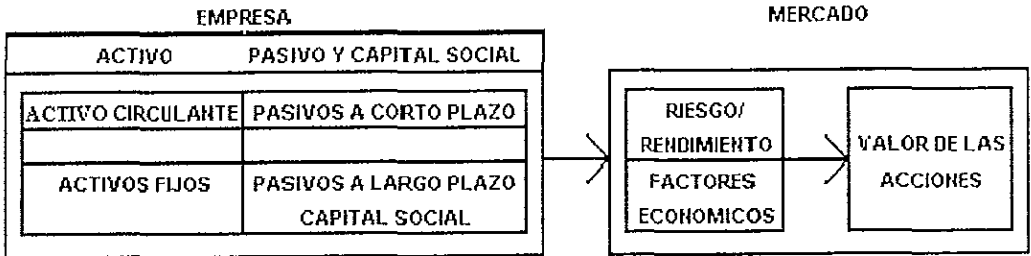 EMPRESA
MERCADO
ACTIVO PASIVO Y CAPITAL SOCIAL
ACTIVO CIRCULANTE PASIVOS A CORTO PLAZO
ACTIVOS FIJOS PASIVOS A LARGO PLAZO
CAPITAL SOCIAL
RIESGO/
RENDIMIENTO
FACTORES
ECONOMICOS
VALOR DE LAS
ACCIONES